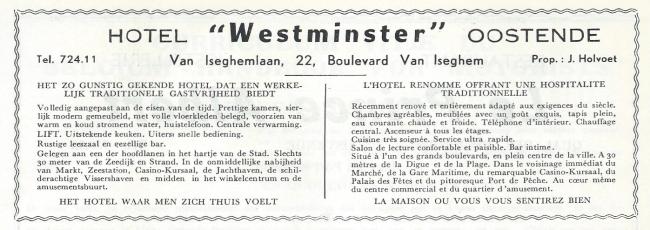 HOTEL "Westminster" OOSTENDE
Tel. 724.11 Van Iseghemlaan, 22, Boulevard Van Iseghem Prop. : J. Holvoet
HET ZO GUNSTIG GEKENDE HOTEL DAT EEN WERKE-
LIJK TRADITIONELE GASTVRIJHEID BIEDT
Volledig aangepast aan de eisen van de tijd. Prettige kamers, sier-
lijk modern gemeubeld, met volle vloerkleden belegd, voorzien van
warm en koud stromend water, huistelefoon. Centrale verwarming.
LIFT. Uitstekende keuken. Uiterst snelle bediening.
Rustige leeszaal en gezellige bar.
Gelegen aan een der hoofdlanen in het hartje van de Stad. Slechts
30 meter van de Zeedijk en Strand. In de onmiddellijke nabijheid
van Markt, Zeestation, Casino-Kursaal, de Jachthaven, de schil-
derachtige Vissershaven en midden in het winkelcentrum en de
amusementsbuurt.
HET HOTEL WAAR MEN ZICH THUIS VOELT
L'HOTEL RENOMME OFFRANT UNE HOSPITALITE
TRADITIONNELLE
Récemment renové et entièrement adapté aux exigences du siècle.
Chambres agréables, meublées avec un goût exquis, tapis plein,
eau courante chaude et froide. Téléphone d'intérieur. Chauffage
central. Ascenseur à tous les étages.
Cuisine très soignée. Service ultra rapide.
Salon de lecture confortable et paisible. Bar intime.
Situé à l'un des grands boulevards, en plein centre de la ville. A 30
mètres de la Digue et de la Plage. Dans le voisinage immédiat du
Marché, de la Gare Maritime, du remarquable Casino-Kursaal, du
Palais des Fêtes et du pittoresque Port de Pêche. Au cœur même
du centre commercial et du quartier d'amusement.
LA MAISON OU VOUS VOUS SENTIREZ BIEN